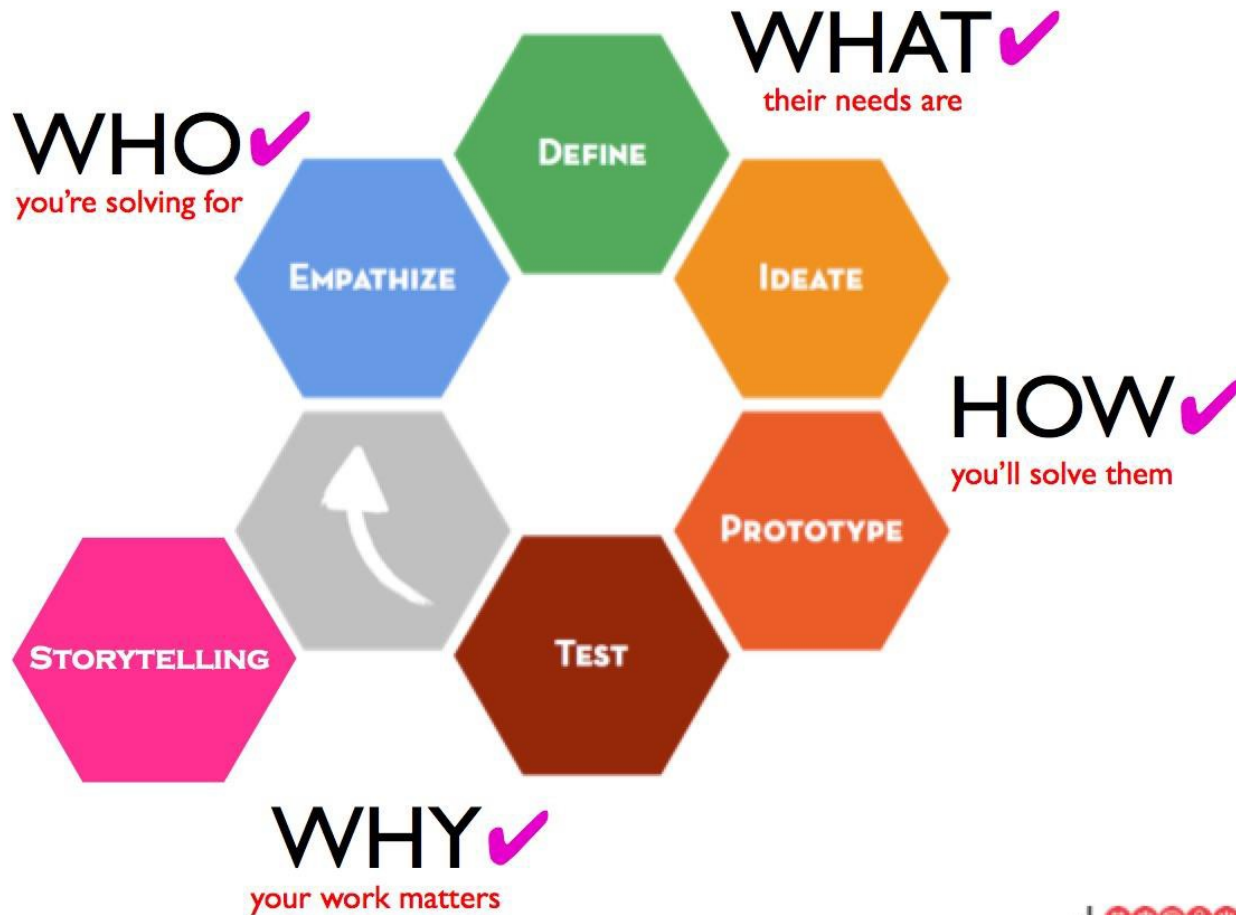 WHO✔
you're solving for
WHAT✔
their needs are
DEFINE
EMPATHIZE
IDEATE
HOW✔
you'll solve them
PROTOTYPE
STORYTELLING
TEST
WHY✔
your work matters